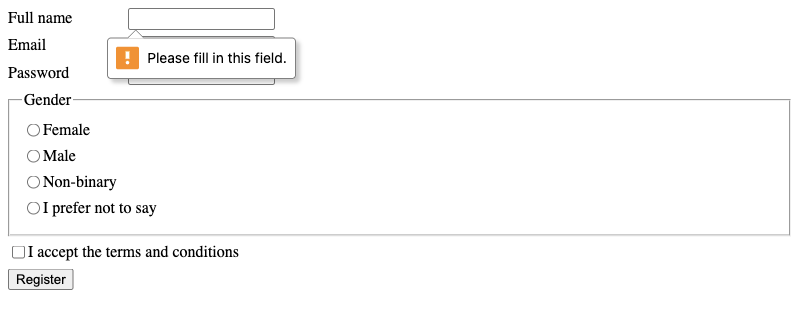 Full name
Email
Please fill in this field.
Password
Gender
Female
Male
Non-binary
I prefer not to say
I accept the terms and conditions
Register